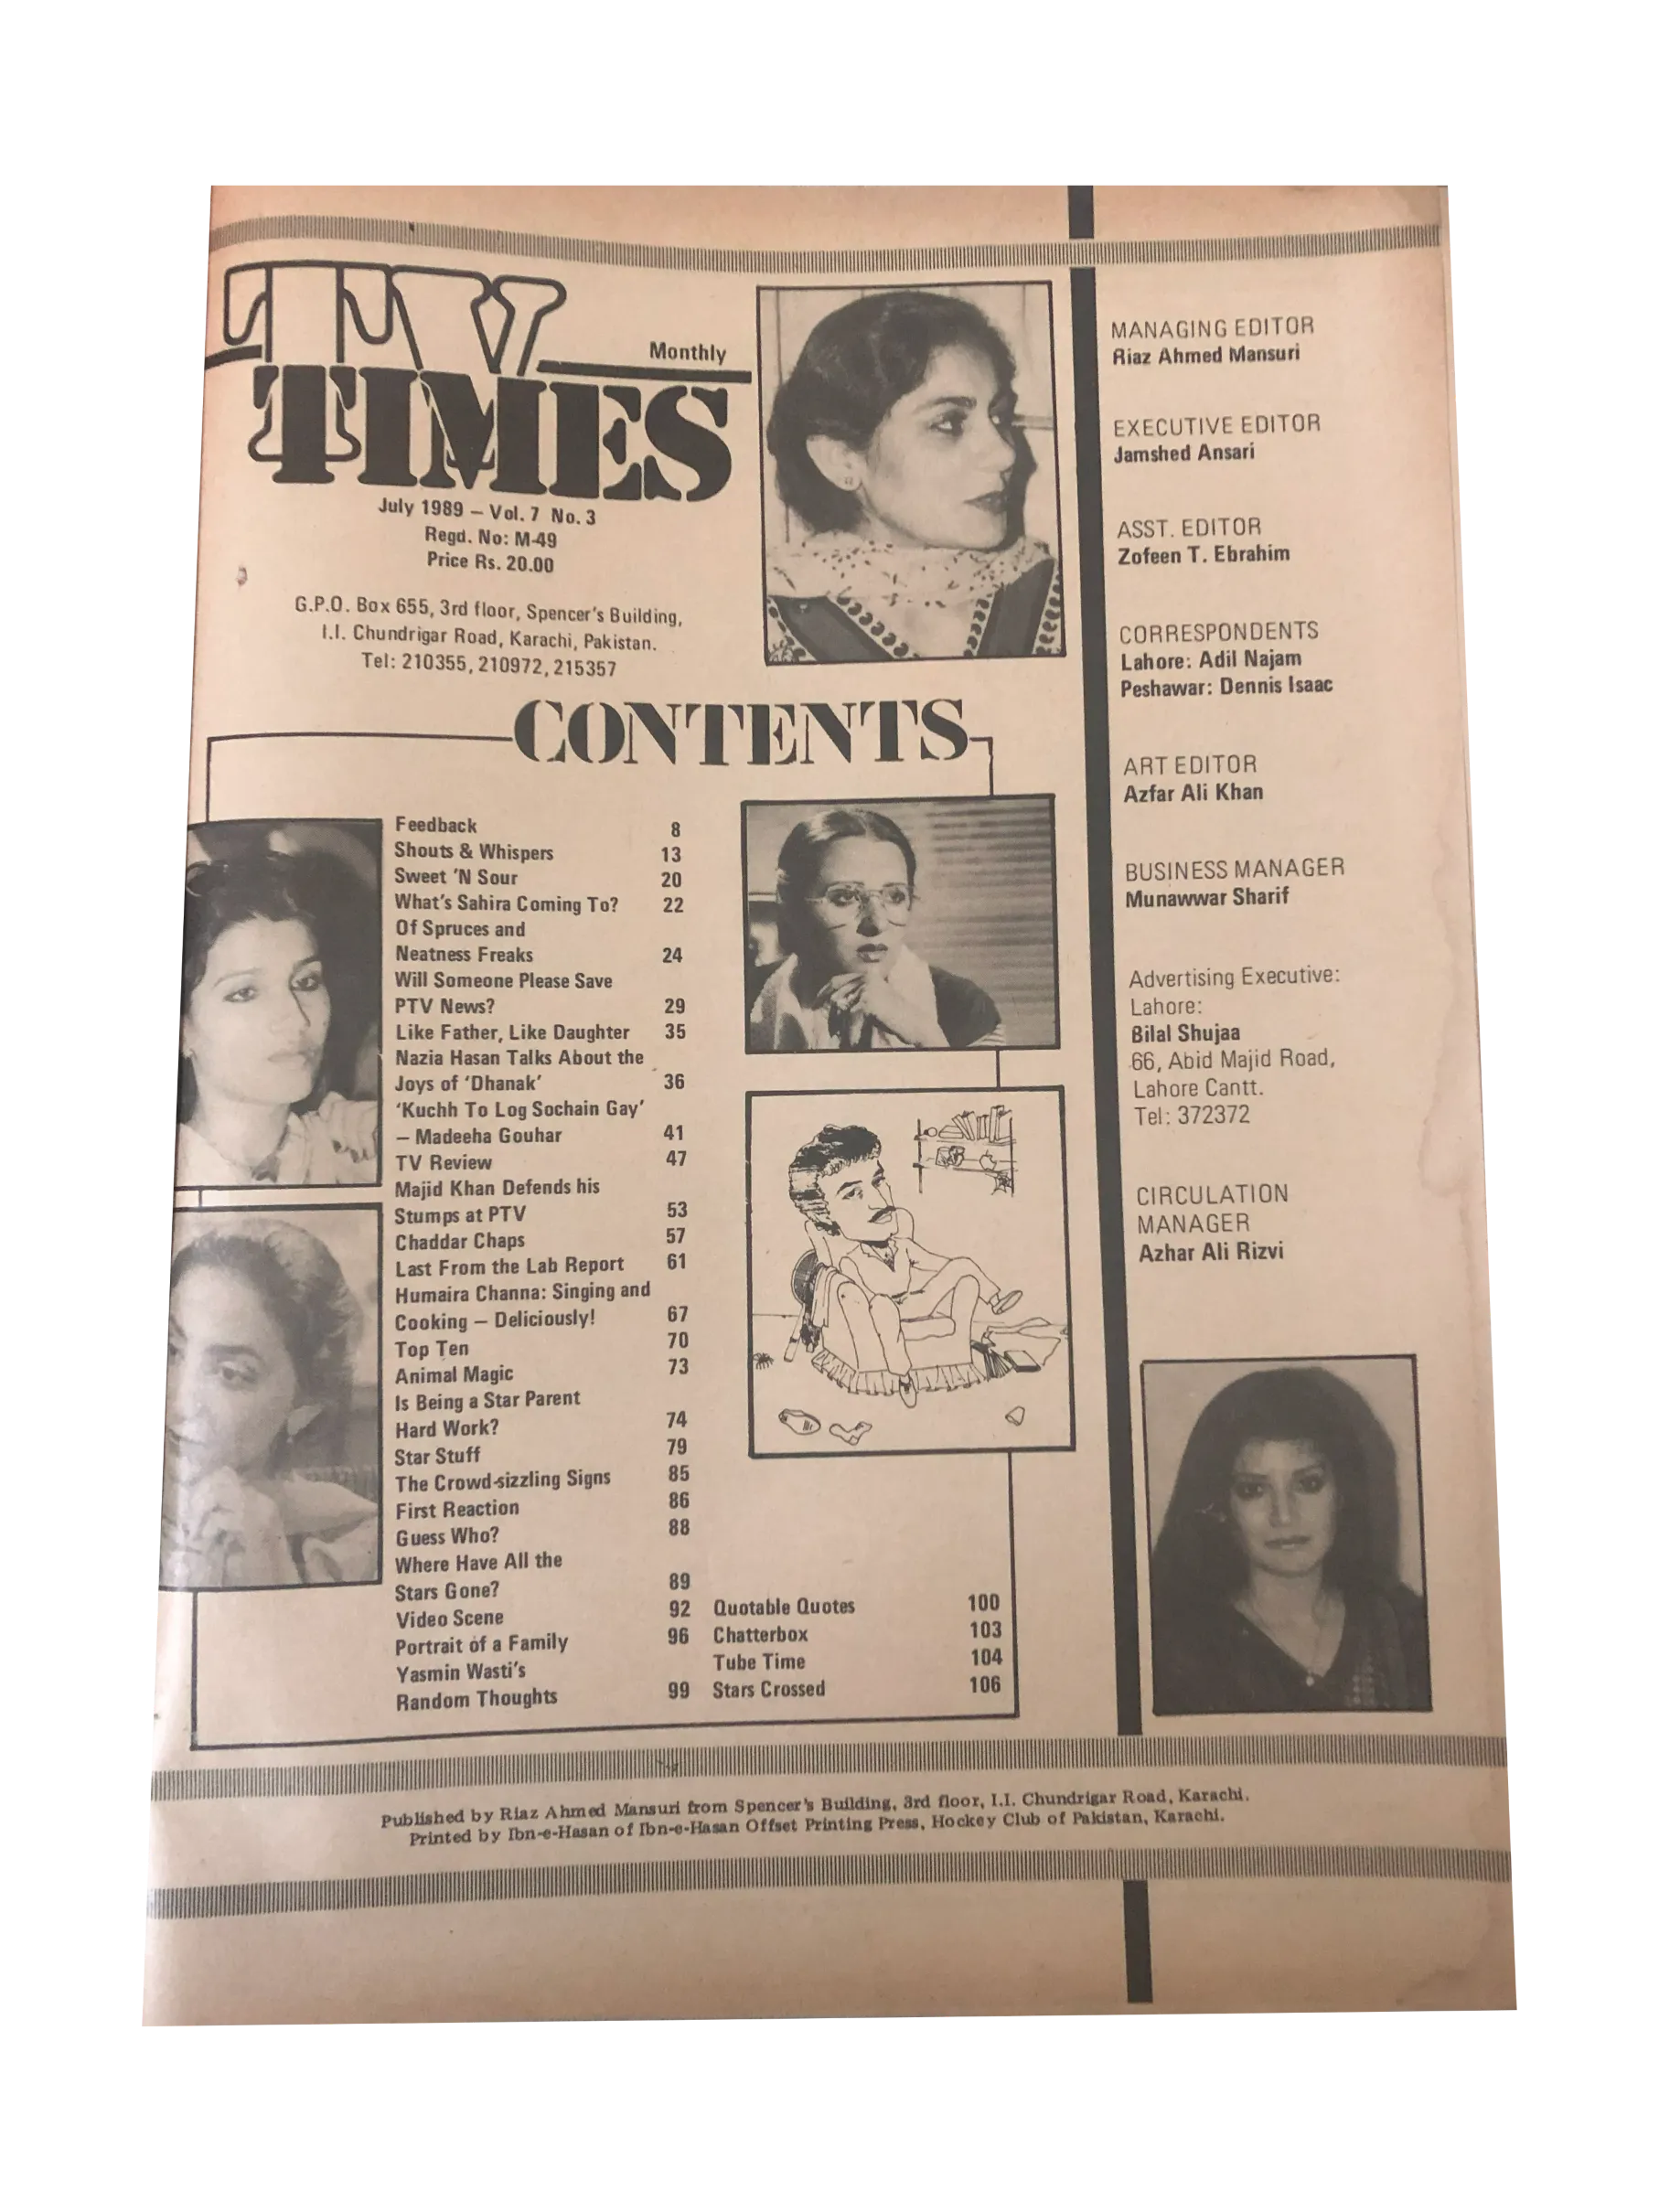 TV
Monthly
TIMES
July 1989 – Vol. 7 No. 3
Regd. No: M-49
Price Rs. 20.00
G.P.O. Box 655, 3rd floor, Spencer's Building,
I.I. Chundrigar Road, Karachi, Pakistan.
Tel: 210355, 210972, 215357
CONTENTS
Feedback 8
Shouts & Whispers 13
Sweet 'N Sour 20
What's Sahira Coming To? 22
Of Spruces and
Neatness Freaks 24
Will Someone Please Save
PTV News? 29
Like Father, Like Daughter 35
Nazia Hasan Talks About the
Joys of 'Dhanak' 36
'Kuchh To Log Sochain Gay'
– Madeeha Gouhar 41
TV Review 47
Majid Khan Defends his
Stumps at PTV 53
Chaddar Chaps 57
Last From the Lab Report 61
Humaira Channa: Singing and
Cooking – Deliciously! 67
Top Ten 70
Animal Magic 73
Is Being a Star Parent
Hard Work? 74
Star Stuff 79
The Crowd-sizzling Signs 85
First Reaction 86
Guess Who? 88
Where Have All the
Stars Gone? 89
Video Scene 92
Portrait of a Family 96
Yasmin Wasti's
Random Thoughts 99
Quotable Quotes 100
Chatterbox 103
Tube Time 104
Stars Crossed 106
MANAGING EDITOR
Riaz Ahmed Mansuri
EXECUTIVE EDITOR
Jamshed Ansari
ASST. EDITOR
Zofeen T. Ebrahim
CORRESPONDENTS
Lahore: Adil Najam
Peshawar: Dennis Isaac
ART EDITOR
Azfar Ali Khan
BUSINESS MANAGER
Munawwar Sharif
Advertising Executive:
Lahore:
Bilal Shujaa
66, Abid Majid Road,
Lahore Cantt.
Tel: 372372
CIRCULATION
MANAGER
Azhar Ali Rizvi
Published by Riaz Ahmed Mansuri from Spencer's Building, 3rd floor, I.I. Chundrigar Road, Karachi.
Printed by Ibn-e-Hasan of Ibn-e-Hasan Offset Printing Press, Hockey Club of Pakistan, Karachi.